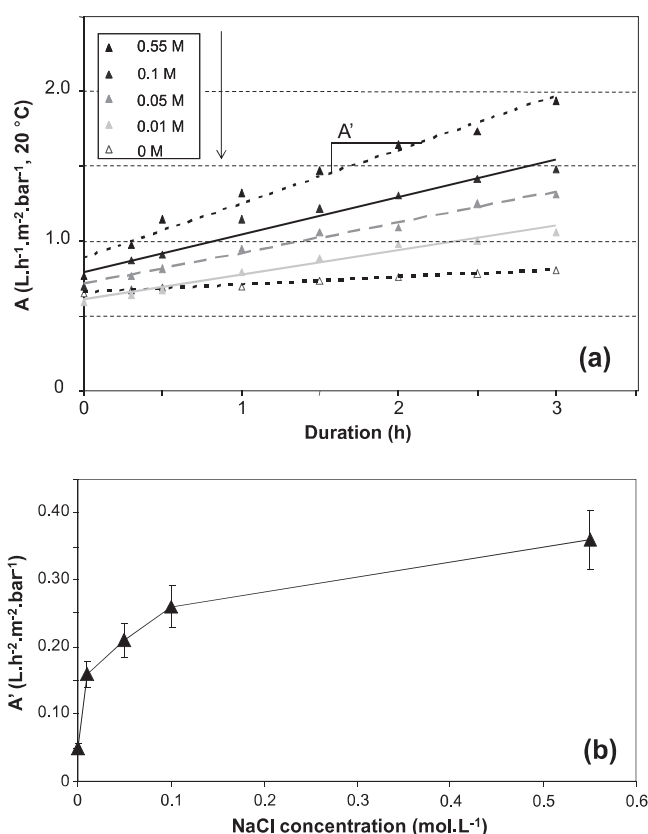 0.55 M
0.1 M
0.05 M
0.01 M
0 M
A'
2.0
1.0
0
A (L.h⁻¹.m⁻².bar⁻¹, 20 °C)
0 1 2 3
Duration (h)
(a)
0.40
0.30
0.20
0.10
0
A' (L.h⁻².m⁻².bar⁻¹)
0 0.1 0.2 0.3 0.4 0.5 0.6
NaCl concentration (mol.L⁻¹)
(b)